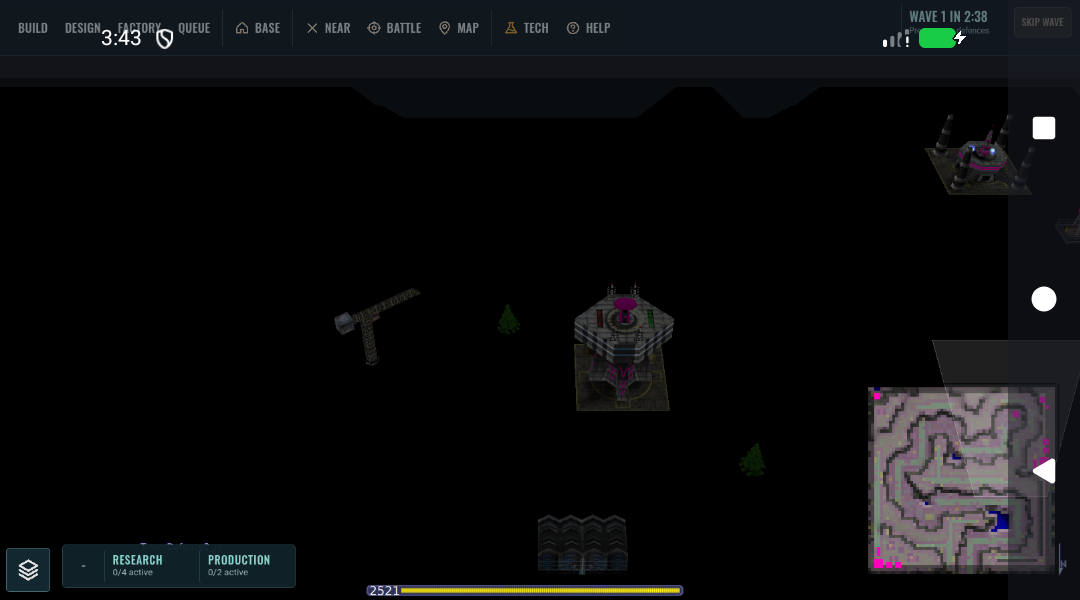 BUILD DESIGN FACTORY QUEUE BASE NEAR BATTLE MAP TECH HELP
WAVE 1 IN 2:38
SKIP WAVE
3:43
RESEARCH
0/4 active
PRODUCTION
0/2 active
-
2521